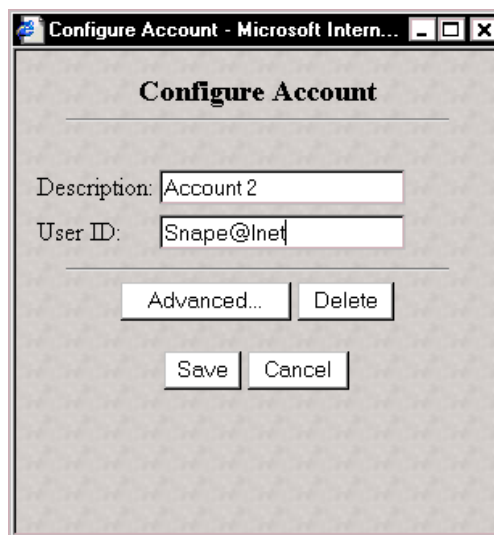 Configure Account - Microsoft Intern...
Configure Account
Description: Account 2
User ID: Snape@Inet
Advanced... Delete
Save Cancel